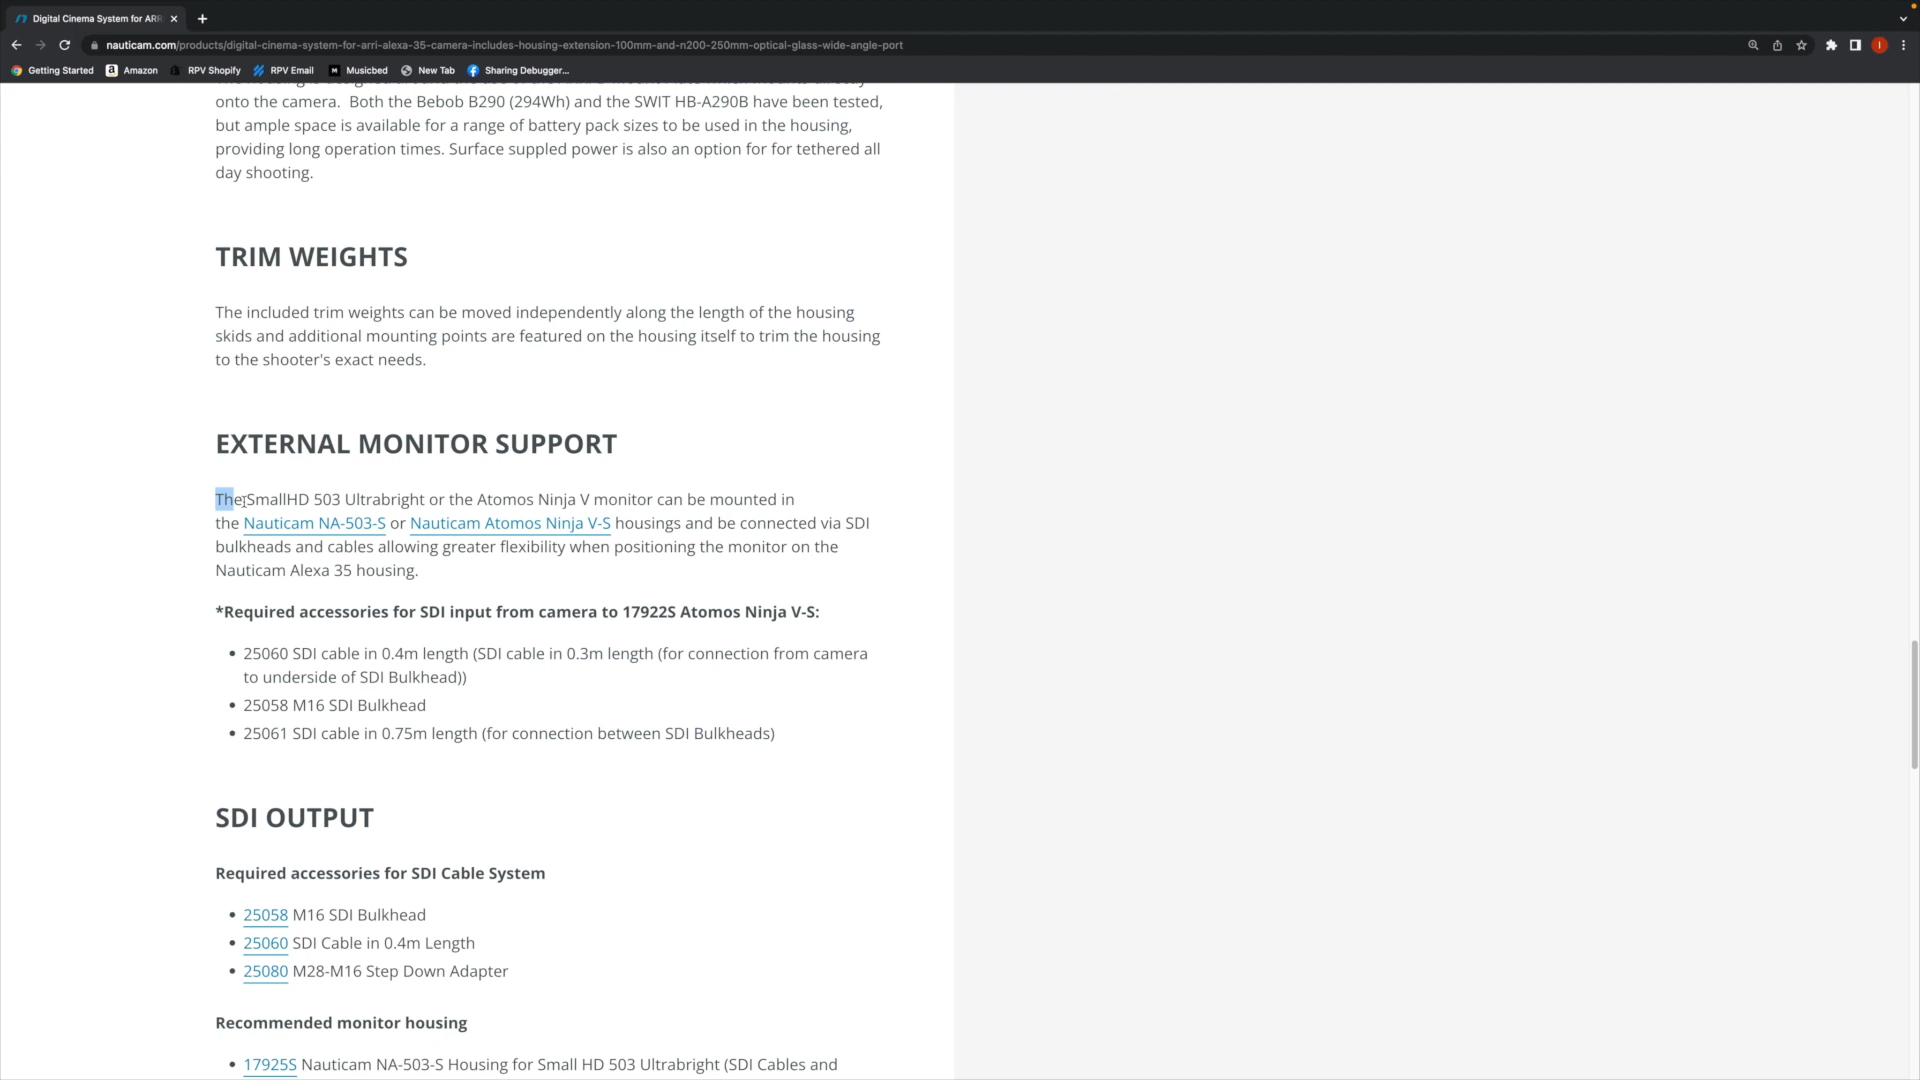 Digital Cinema System for ARR
nauticam.com/products/digital-cinema-system-for-arri-alexa-35-camera-includes-housing-extension-100mm-and-n200-250mm-optical-glass-wide-angle-port
Getting Started Amazon RPV Shopify RPV Email Musicbed New Tab Sharing Debugger...
onto the camera. Both the Bebob B290 (294Wh) and the SWIT HB-A290B have been tested,
but ample space is available for a range of battery pack sizes to be used in the housing,
providing long operation times. Surface suppled power is also an option for for tethered all
day shooting.
TRIM WEIGHTS
The included trim weights can be moved independently along the length of the housing
skids and additional mounting points are featured on the housing itself to trim the housing
to the shooter's exact needs.
EXTERNAL MONITOR SUPPORT
The SmallHD 503 Ultrabright or the Atomos Ninja V monitor can be mounted in
the Nauticam NA-503-S or Nauticam Atomos Ninja V-S housings and be connected via SDI
bulkheads and cables allowing greater flexibility when positioning the monitor on the
Nauticam Alexa 35 housing.
*Required accessories for SDI input from camera to 17922S Atomos Ninja V-S:
• 25060 SDI cable in 0.4m length (SDI cable in 0.3m length (for connection from camera
to underside of SDI Bulkhead))
• 25058 M16 SDI Bulkhead
• 25061 SDI cable in 0.75m length (for connection between SDI Bulkheads)
SDI OUTPUT
Required accessories for SDI Cable System
• 25058 M16 SDI Bulkhead
• 25060 SDI Cable in 0.4m Length
• 25080 M28-M16 Step Down Adapter
Recommended monitor housing
• 17925S Nauticam NA-503-S Housing for Small HD 503 Ultrabright (SDI Cables and